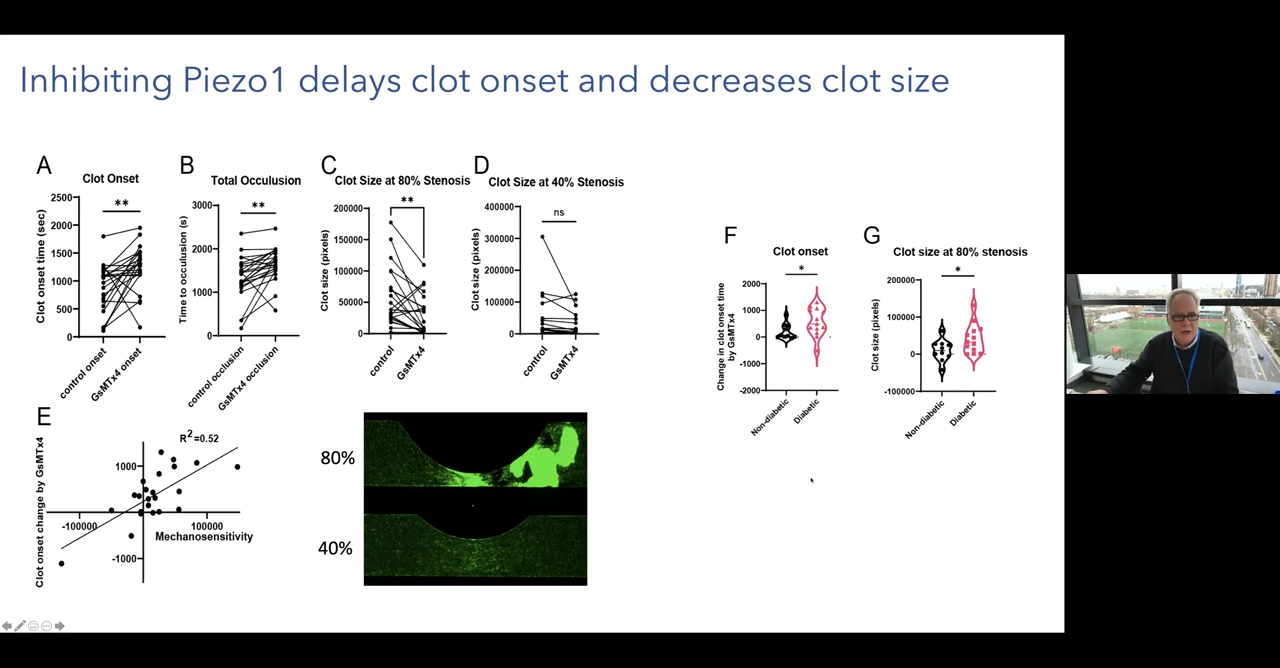 Inhibiting Piezo1 delays clot onset and decreases clot size
A
Clot Onset
**
Clot onset time (sec)
2500
2000
1500
1000
500
0
control onset
GsMTx4 onset
B
Total Occulusion
**
Time to occulusion (s)
3000
2000
1000
0
control occulusion
GsMTx4 occulusion
C
Clot Size at 80% Stenosis
**
Clot size (pixels)
200000
150000
100000
50000
0
control
GsMTx4
D
Clot Size at 40% Stenosis
ns
Clot size (pixels)
400000
300000
200000
100000
0
control
GsMTx4
E
R2=0.52
Clot onset change by GsMTx4
1000
-100000
100000
Mechanosensitivity
-1000
80%
40%
F
Clot onset
*
Change in clot onset time
by GsMTx4
2000
1000
0
-1000
-2000
Non-diabetic
Diabetic
G
Clot size at 80% stenosis
*
Clot size (pixels)
200000
100000
0
-100000
Non-diabetic
Diabetic